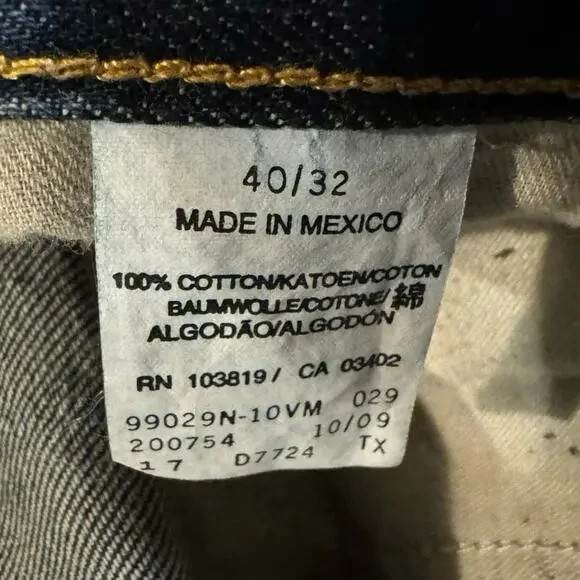 40/32
MADE IN MEXICO
100% COTTON/KATOEN/COTON
BAUMWOLLE/COTONE/綿
ALGODÃO/ALGODÓN
RN 103819/ CA 03402
99029N-10VM 029
200754 10/09
17 D7724 TX